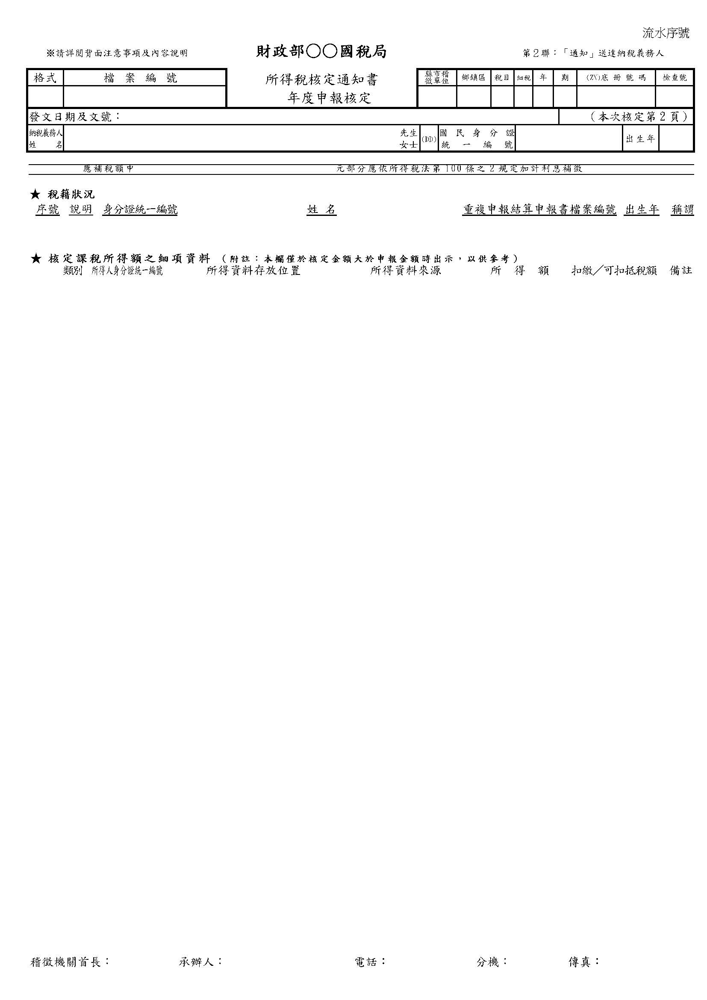 流水序號
※請詳閱背面注意事項及內容說明 財政部○○國稅局 第２聯：「通知」送達納稅義務人
格式 檔 案 編 號 所得稅核定通知書 縣市稽徵單位 鄉鎮區 稅目 細稅 年 期 底 冊 號 碼 檢查號
年度申報核定
發文日期及文號： （本次核定第２頁）
納稅義務人 先生 (DD) 國 民 身 分 證 出生年
姓 名 女士 統 一 編 號
應補稅額中 元部分應依所得稅法第 100 條之 2 規定加計利息補徵
★ 稅籍狀況
序號 說明 身分證統一編號 姓 名 重複申報結算申報書檔案編號 出生年 稱謂
★ 核定課稅所得額之細項資料 （附註：本欄僅於核定金額大於申報金額時出示，以供參考）
類別 所得人身分證統一編號 所得資料存放位置 所得資料來源 所 得 額 扣繳／可扣抵稅額 備註
稽徵機關首長： 承辦人： 電話： 分機： 傳真：